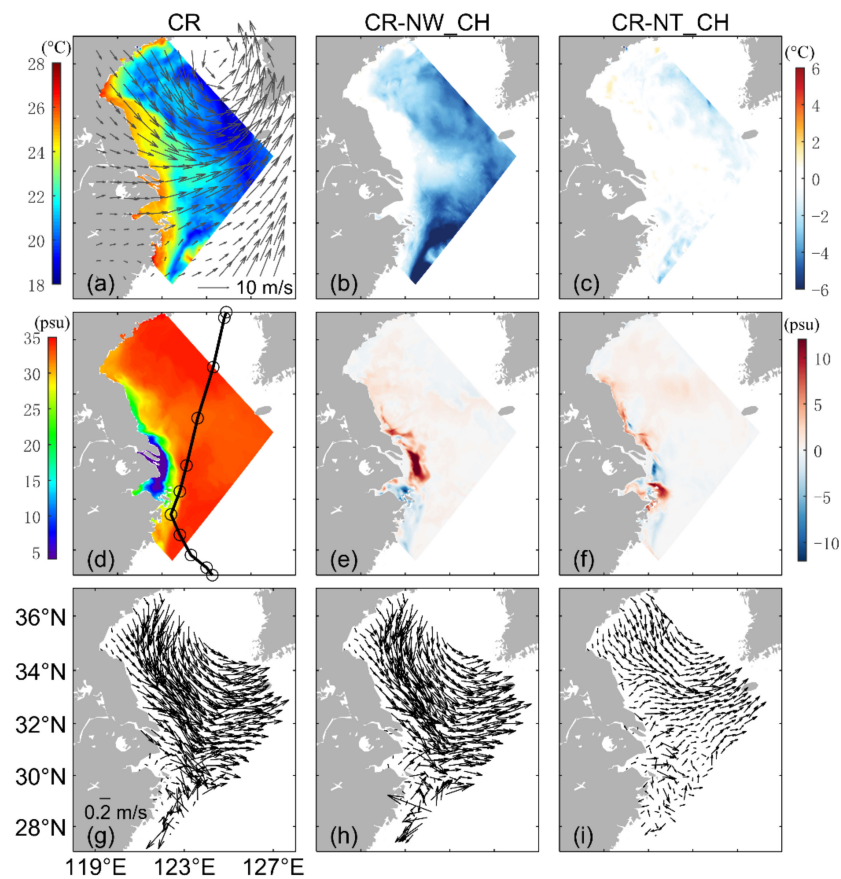 CR CR-NW_CH CR-NT_CH
(°C) (°C)
28 6
26 4
24 2
22 0
20 -2
18 -4
-6
(a) 10 m/s (b) (c)
(psu) (psu)
35 10
30 5
25 0
20 -5
15 -10
10
5
(d) (e) (f)
36°N
34°N
32°N
30°N
28°N
0.2 m/s
(g) (h) (i)
119°E 123°E 127°E